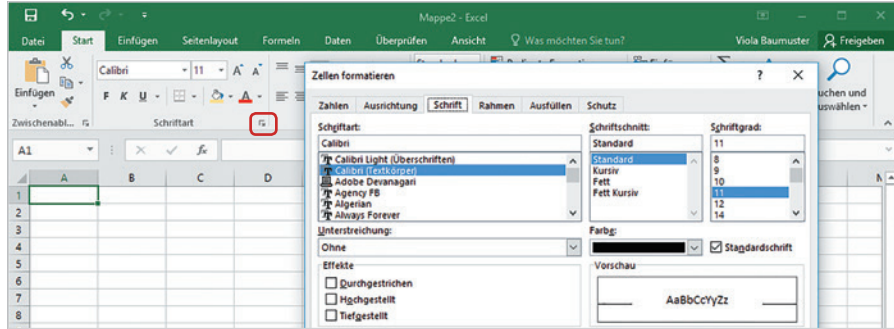 Mappe2 - Excel
Datei Start Einfügen Seitenlayout Formeln Daten Überprüfen Ansicht Was möchten Sie tun? Viola Baumuster Freigeben
Calibri 11 A A
Einfügen F K U A
uchen und
uswählen
Zwischenabl... Schriftart
A1 fx
A B C D
1
2
3
4
5
6
7
8
Zellen formatieren ? ×
Zahlen Ausrichtung Schrift Rahmen Ausfüllen Schutz
Schriftart: Schriftschnitt: Schriftgrad:
Calibri Standard 11
Calibri Light (Überschriften) Standard 8
Calibri (Textkörper) Kursiv 9
Adobe Devanagari Fett 10
Agency FB Fett Kursiv 11
Algerian 12
Always Forever 14
Unterstreichung: Farbe:
Ohne Standardschrift
Effekte Vorschau
Durchgestrichen
Hochgestellt AaBbCcYyZz
Tiefgestellt